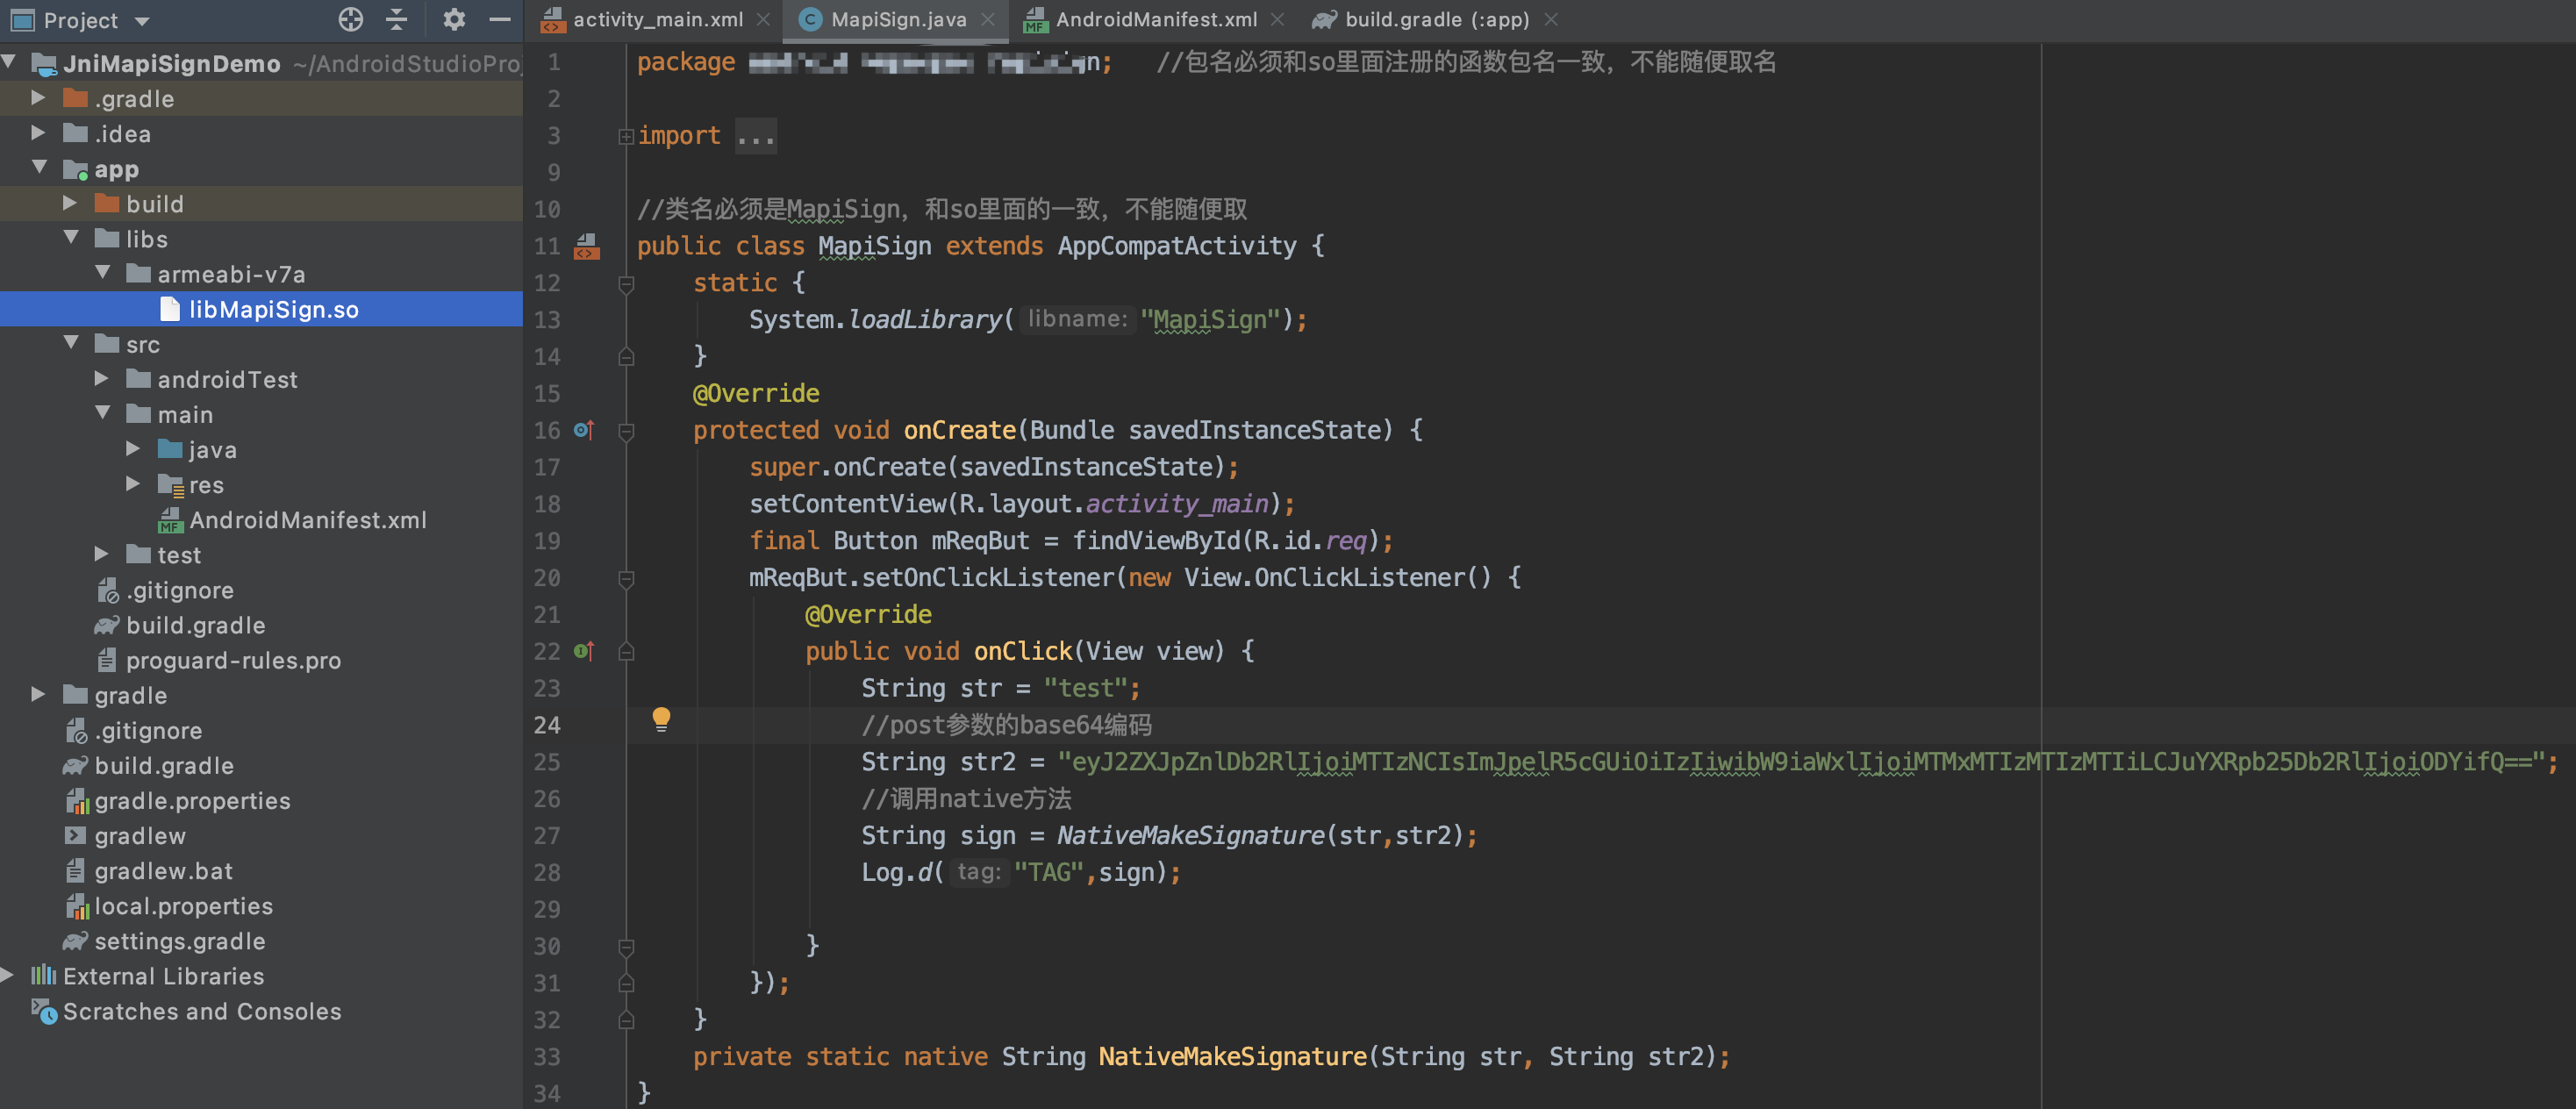 Project
activity_main.xml
MapiSign.java
AndroidManifest.xml
build.gradle (:app)
JniMapiSignDemo ~/AndroidStudioPro
.gradle
.idea
app
build
libs
armeabi-v7a
libMapiSign.so
src
androidTest
main
java
res
AndroidManifest.xml
test
.gitignore
build.gradle
proguard-rules.pro
gradle
.gitignore
build.gradle
gradle.properties
gradlew
gradlew.bat
local.properties
settings.gradle
External Libraries
Scratches and Consoles
1 package n; //包名必须和so里面注册的函数包名一致，不能随便取名
2
3 import ...
9
10 //类名必须是MapiSign，和so里面的一致，不能随便取
11 public class MapiSign extends AppCompatActivity {
12 static {
13 System.loadLibrary( libname: "MapiSign");
14 }
15 @Override
16 protected void onCreate(Bundle savedInstanceState) {
17 super.onCreate(savedInstanceState);
18 setContentView(R.layout.activity_main);
19 final Button mReqBut = findViewById(R.id.req);
20 mReqBut.setOnClickListener(new View.OnClickListener() {
21 @Override
22 public void onClick(View view) {
23 String str = "test";
24 //post参数的base64编码
25 String str2 = "eyJ2ZXJpZnlDb2RlIjoiMTIzNCIsImJpelR5cGUiOiIzIiwibW9iaWxlIjoiMTMxMTIzMTIzMTIiLCJuYXRpb25Db2RlIjoiODYifQ==";
26 //调用native方法
27 String sign = NativeMakeSignature(str,str2);
28 Log.d( tag: "TAG",sign);
29
30 }
31 });
32 }
33 private static native String NativeMakeSignature(String str, String str2);
34 }